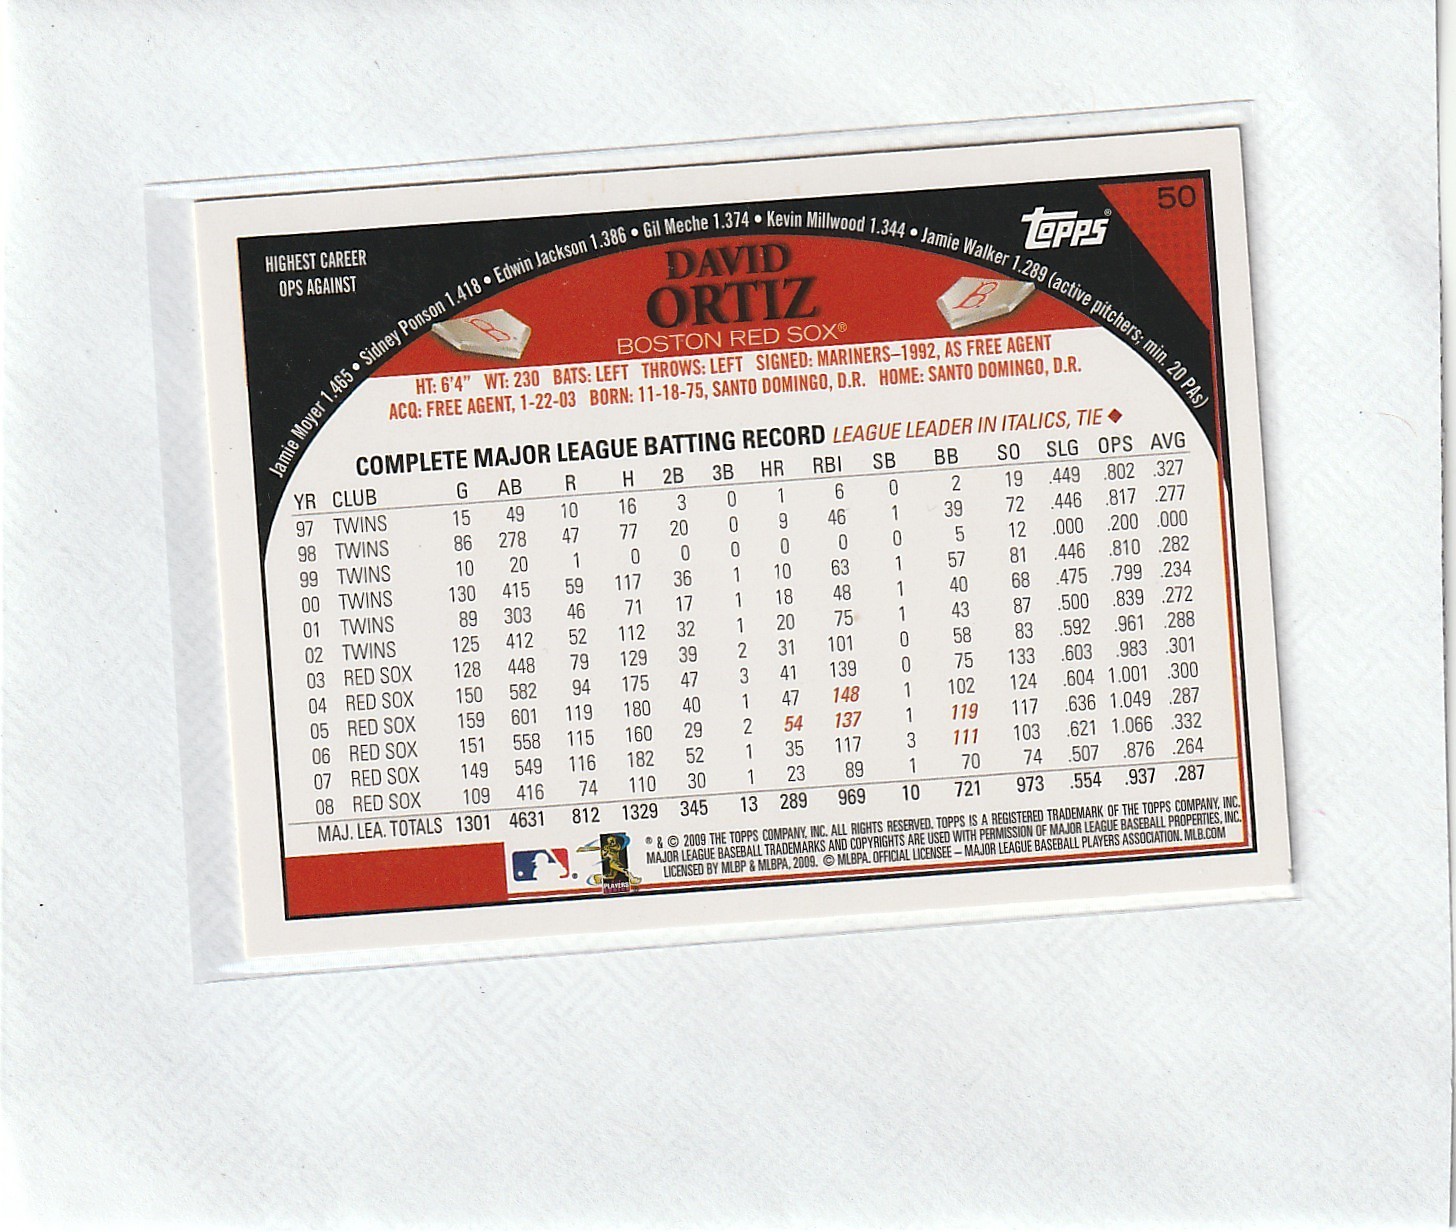 50
topps®
HIGHEST CAREER
OPS AGAINST
Jamie Moyer 1.465 • Sidney Ponson 1.418 • Edwin Jackson 1.386 • Gil Meche 1.374 • Kevin Millwood 1.344 • Jamie Walker 1.289 (active pitchers; min. 20 PAs)
DAVID
ORTIZ
BOSTON RED SOX®
HT: 6'4" WT: 230 BATS: LEFT THROWS: LEFT SIGNED: MARINERS–1992, AS FREE AGENT
ACQ: FREE AGENT, 1-22-03 BORN: 11-18-75, SANTO DOMINGO, D.R. HOME: SANTO DOMINGO, D.R.
COMPLETE MAJOR LEAGUE BATTING RECORD LEAGUE LEADER IN ITALICS, TIE ◆
YR CLUB G AB R H 2B 3B HR RBI SB BB SO SLG OPS AVG
97 TWINS 15 49 10 16 3 0 1 6 0 2 19 .449 .802 .327
98 TWINS 86 278 47 77 20 0 9 46 1 39 72 .446 .817 .277
99 TWINS 10 20 1 0 0 0 0 0 0 5 12 .000 .200 .000
00 TWINS 130 415 59 117 36 1 10 63 1 57 81 .446 .810 .282
01 TWINS 89 303 46 71 17 1 18 48 1 40 68 .475 .799 .234
02 TWINS 125 412 52 112 32 1 20 75 1 43 87 .500 .839 .272
03 RED SOX 128 448 79 129 39 2 31 101 0 58 83 .592 .961 .288
04 RED SOX 150 582 94 175 47 3 41 139 0 75 133 .603 .983 .301
05 RED SOX 159 601 119 180 40 1 47 148 1 102 124 .604 1.001 .300
06 RED SOX 151 558 115 160 29 2 54 137 1 119 117 .636 1.049 .287
07 RED SOX 149 549 116 182 52 1 35 117 3 111 103 .621 1.066 .332
08 RED SOX 109 416 74 110 30 1 23 89 1 70 74 .507 .876 .264
MAJ. LEA. TOTALS 1301 4631 812 1329 345 13 289 969 10 721 973 .554 .937 .287
® & © 2009 THE TOPPS COMPANY, INC. ALL RIGHTS RESERVED. TOPPS IS A REGISTERED TRADEMARK OF THE TOPPS COMPANY, INC.
MAJOR LEAGUE BASEBALL TRADEMARKS AND COPYRIGHTS ARE USED WITH PERMISSION OF MAJOR LEAGUE BASEBALL PROPERTIES, INC.
LICENSED BY MLBP & MLBPA, 2009. © MLBPA. OFFICIAL LICENSEE – MAJOR LEAGUE BASEBALL PLAYERS ASSOCIATION. MLB.COM
PLAYERS